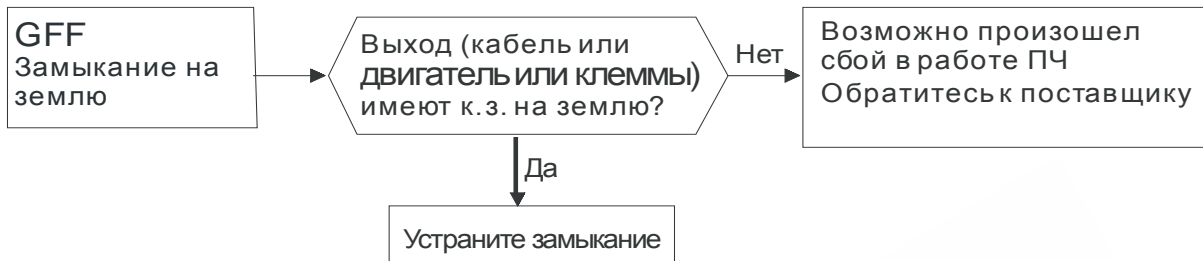 GFF
Замыкание на
землю
Выход (кабель или
двигатель или клеммы)
имеют к.з. на землю?
Нет
Возможно произошел
сбой в работе ПЧ
Обратитесь к поставщику
Да
Устраните замыкание